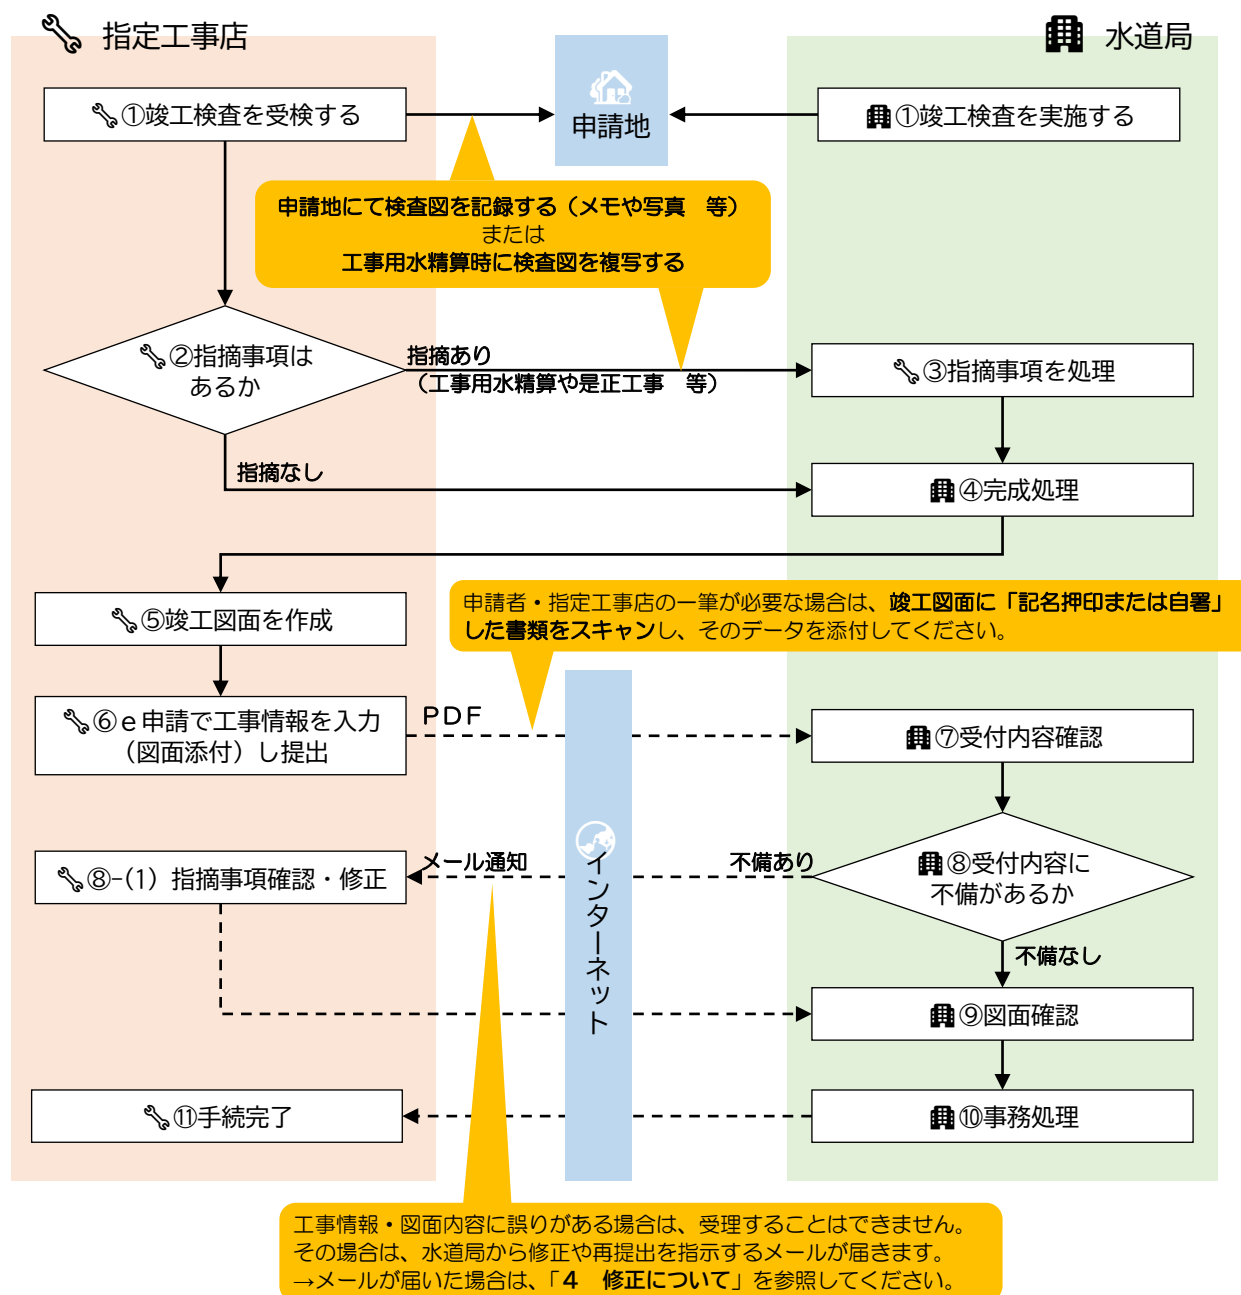 指定工事店
水道局
①竣工検査を受検する
申請地
①竣工検査を実施する
申請地にて検査図を記録する（メモや写真　等）
または
工事用水精算時に検査図を複写する
②指摘事項は
あるか
指摘あり
（工事用水精算や是正工事　等）
③指摘事項を処理
指摘なし
④完成処理
⑤竣工図面を作成
申請者・指定工事店の一筆が必要な場合は、竣工図面に「記名押印または自署」
した書類をスキャンし、そのデータを添付してください。
⑥ｅ申請で工事情報を入力
（図面添付）し提出
ＰＤＦ
⑦受付内容確認
インターネット
⑧-(1) 指摘事項確認・修正
メール通知
不備あり
⑧受付内容に
不備があるか
不備なし
⑨図面確認
⑪手続完了
⑩事務処理
工事情報・図面内容に誤りがある場合は、受理することはできません。
その場合は、水道局から修正や再提出を指示するメールが届きます。
→メールが届いた場合は、「４　修正について」を参照してください。